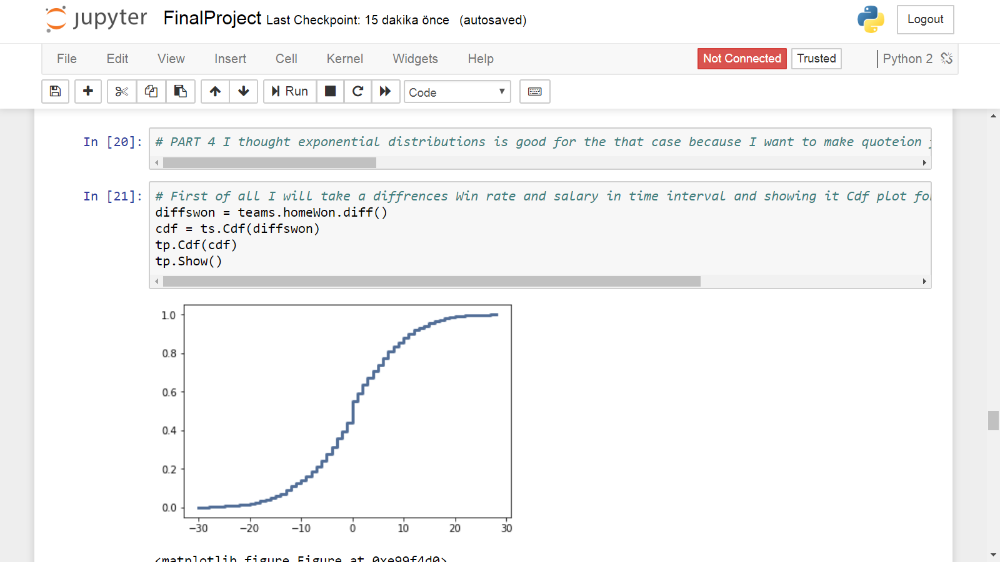 jupyter FinalProject Last Checkpoint: 15 dakika önce (autosaved)
Logout
File Edit View Insert Cell Kernel Widgets Help Not Connected Trusted Python 2
Run Code
In [20]: # PART 4 I thought exponential distributions is good for the that case because I want to make quoteion
In [21]: # First of all I will take a diffrences Win rate and salary in time interval and showing it Cdf plot for
diffswon = teams.homeWon.diff()
cdf = ts.Cdf(diffswon)
tp.Cdf(cdf)
tp.Show()
1.0
0.8
0.6
0.4
0.2
0.0
−30 −20 −10 0 10 20 30
<matplotlib.figure.Figure at 0xe99f4d0>